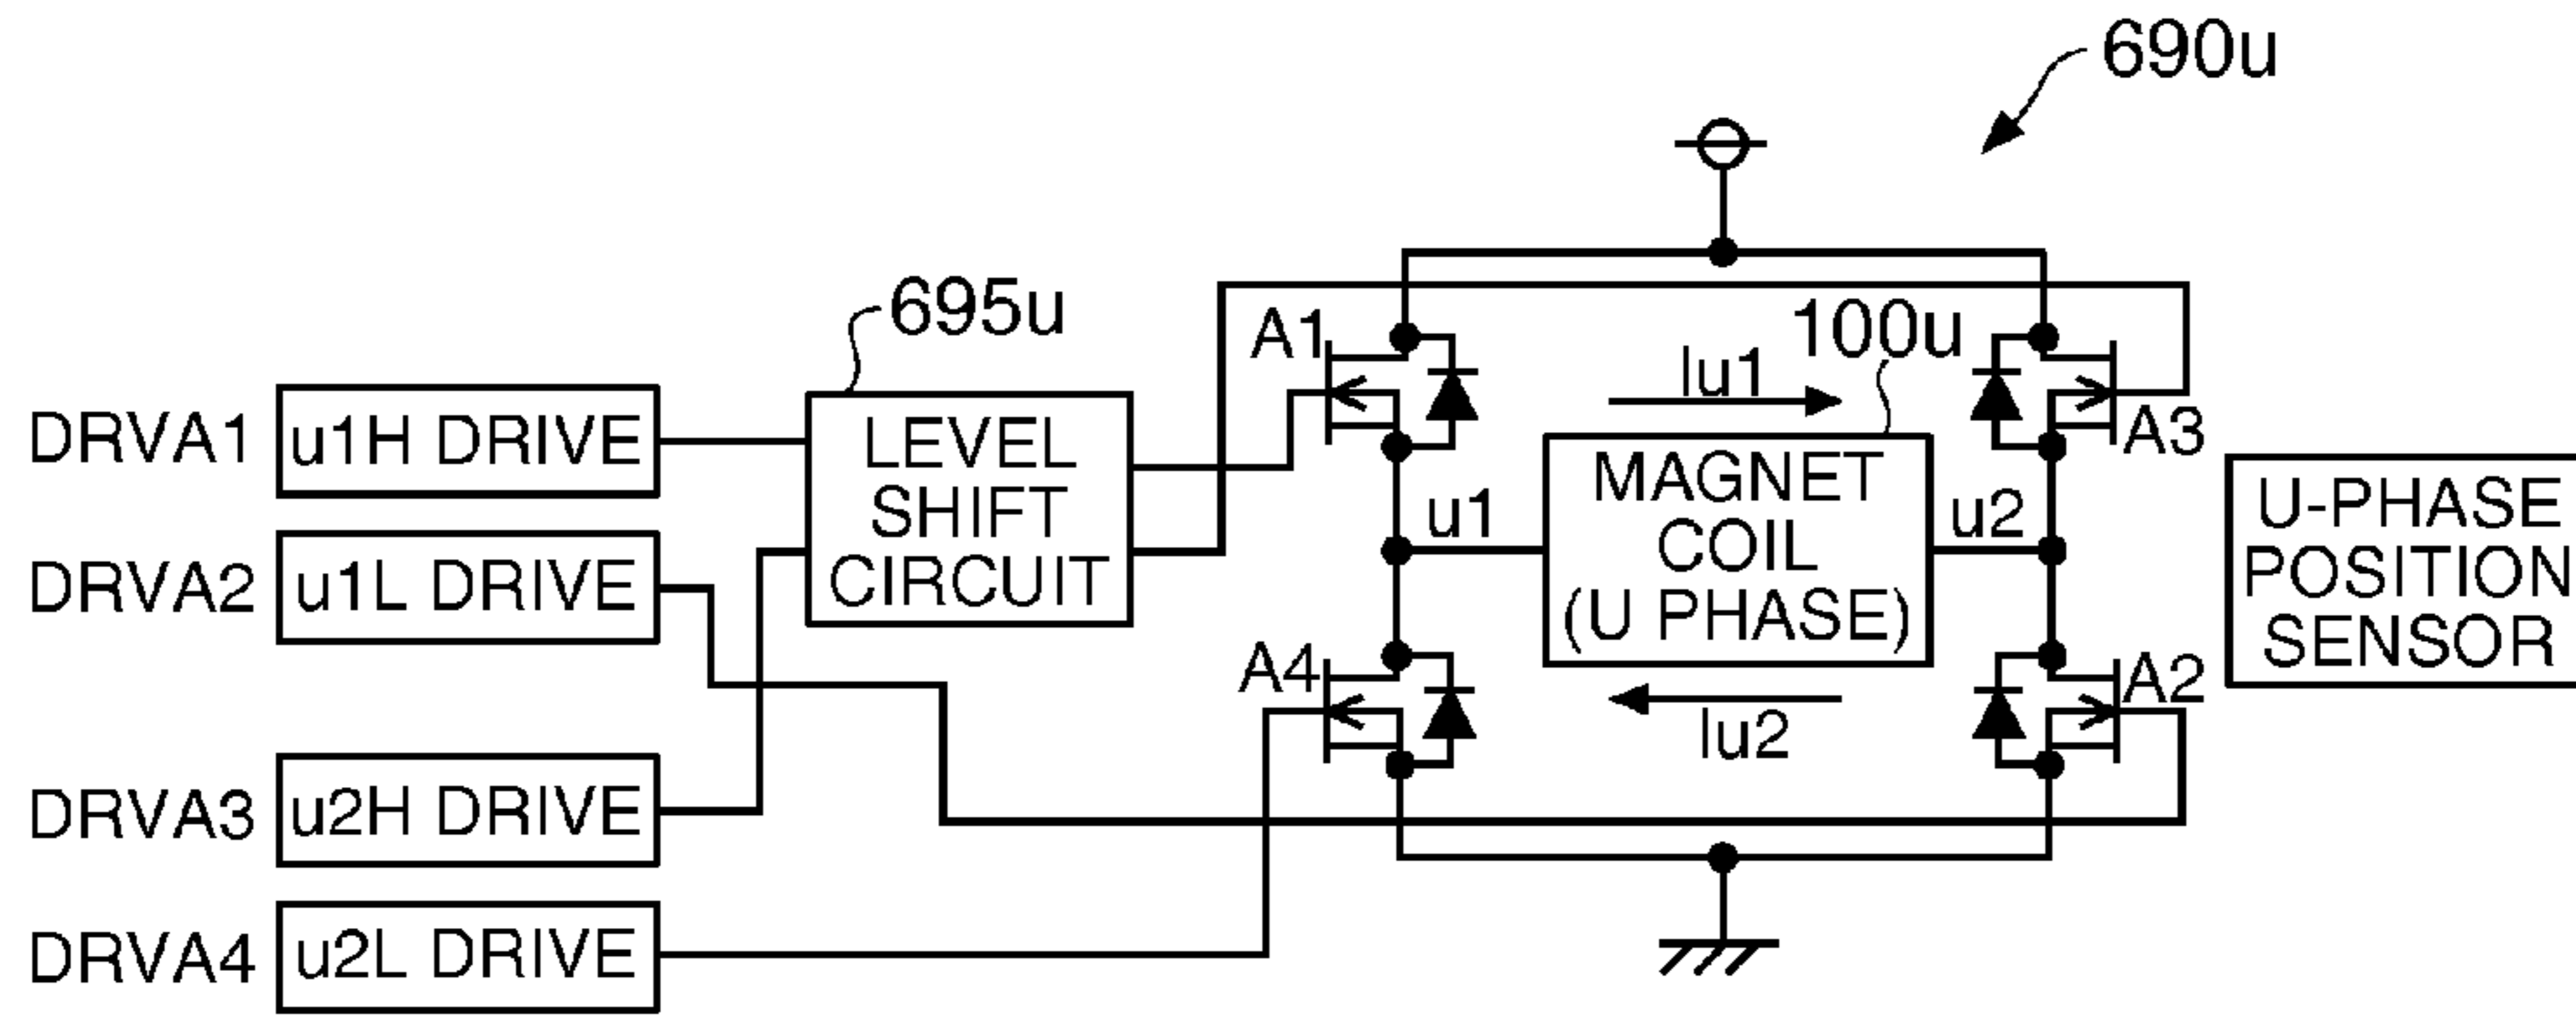 690u
695u
A1
100u
Iu1
A3
DRVA1
u1H DRIVE
LEVEL
SHIFT
CIRCUIT
u1
MAGNET
COIL
(U PHASE)
u2
U-PHASE
POSITION
SENSOR
DRVA2
u1L DRIVE
A4
A2
Iu2
DRVA3
u2H DRIVE
DRVA4
u2L DRIVE